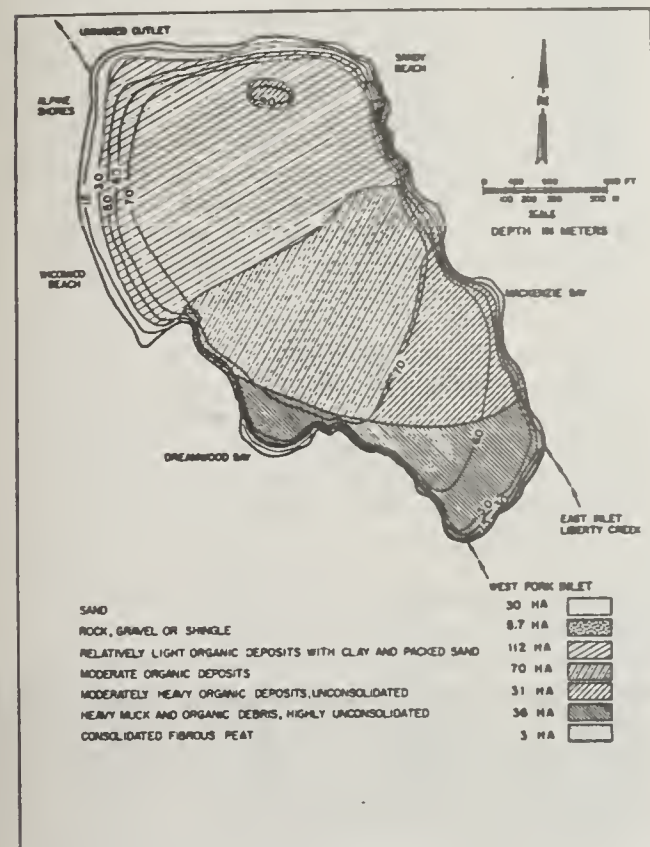 UNNAMED OUTLET
SANDY BEACH
ALPINE SHORES
SCALE
DEPTH IN METERS
BEACH
MACKENZIE BAY
70
DREAMWOOD BAY
EAST INLET
LIBERTY CREEK
WEST FORK INLET
SAND 30 HA
ROCK, GRAVEL OR SHINGLE 8.7 HA
RELATIVELY LIGHT ORGANIC DEPOSITS WITH CLAY AND PACKED SAND 112 HA
MODERATE ORGANIC DEPOSITS 70 HA
MODERATELY HEAVY ORGANIC DEPOSITS, UNCONSOLIDATED 31 HA
HEAVY MUCK AND ORGANIC DEBRIS, HIGHLY UNCONSOLIDATED 36 HA
CONSOLIDATED FIBROUS PEAT 3 HA